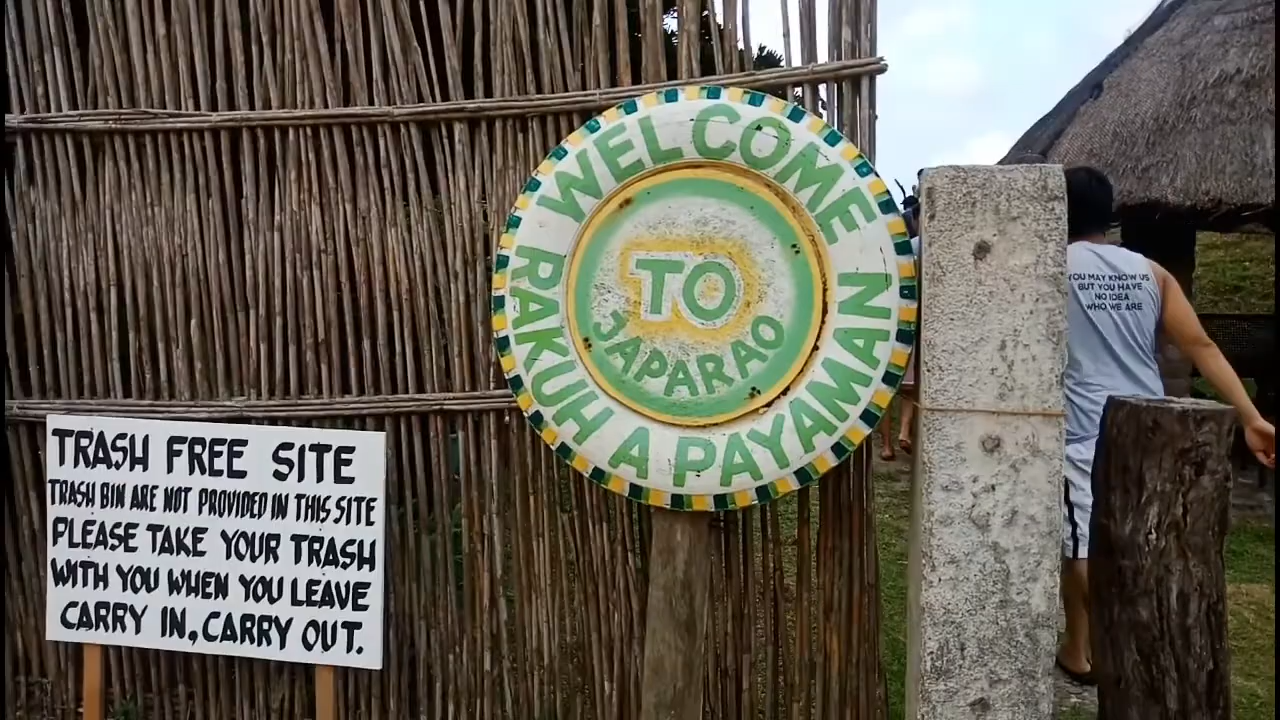 WELCOME
TO
JAPARAO
RAKUH A PAYAMAN
TRASH FREE SITE
TRASH BIN ARE NOT PROVIDED IN THIS SITE
PLEASE TAKE YOUR TRASH
WITH YOU WHEN YOU LEAVE
CARRY IN, CARRY OUT.
YOU MAY KNOW US
BUT YOU HAVE
NO IDEA
WHO WE ARE